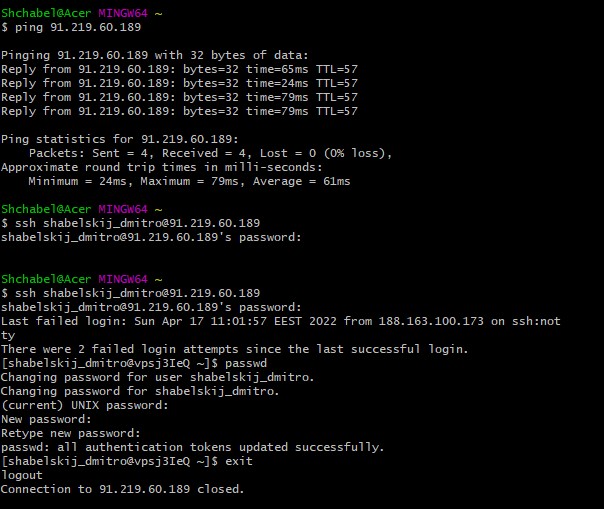 Shchabel@Acer MINGW64 ~
$ ping 91.219.60.189
Pinging 91.219.60.189 with 32 bytes of data:
Reply from 91.219.60.189: bytes=32 time=65ms TTL=57
Reply from 91.219.60.189: bytes=32 time=24ms TTL=57
Reply from 91.219.60.189: bytes=32 time=79ms TTL=57
Reply from 91.219.60.189: bytes=32 time=79ms TTL=57
Ping statistics for 91.219.60.189:
    Packets: Sent = 4, Received = 4, Lost = 0 (0% loss),
Approximate round trip times in milli-seconds:
    Minimum = 24ms, Maximum = 79ms, Average = 61ms
Shchabel@Acer MINGW64 ~
$ ssh shabelskij_dmitro@91.219.60.189
shabelskij_dmitro@91.219.60.189's password:
Shchabel@Acer MINGW64 ~
$ ssh shabelskij_dmitro@91.219.60.189
shabelskij_dmitro@91.219.60.189's password:
Last failed login: Sun Apr 17 11:01:57 EEST 2022 from 188.163.100.173 on ssh:not
ty
There were 2 failed login attempts since the last successful login.
[shabelskij_dmitro@vpsj3IeQ ~]$ passwd
Changing password for user shabelskij_dmitro.
Changing password for shabelskij_dmitro.
(current) UNIX password:
New password:
Retype new password:
passwd: all authentication tokens updated successfully.
[shabelskij_dmitro@vpsj3IeQ ~]$ exit
logout
Connection to 91.219.60.189 closed.